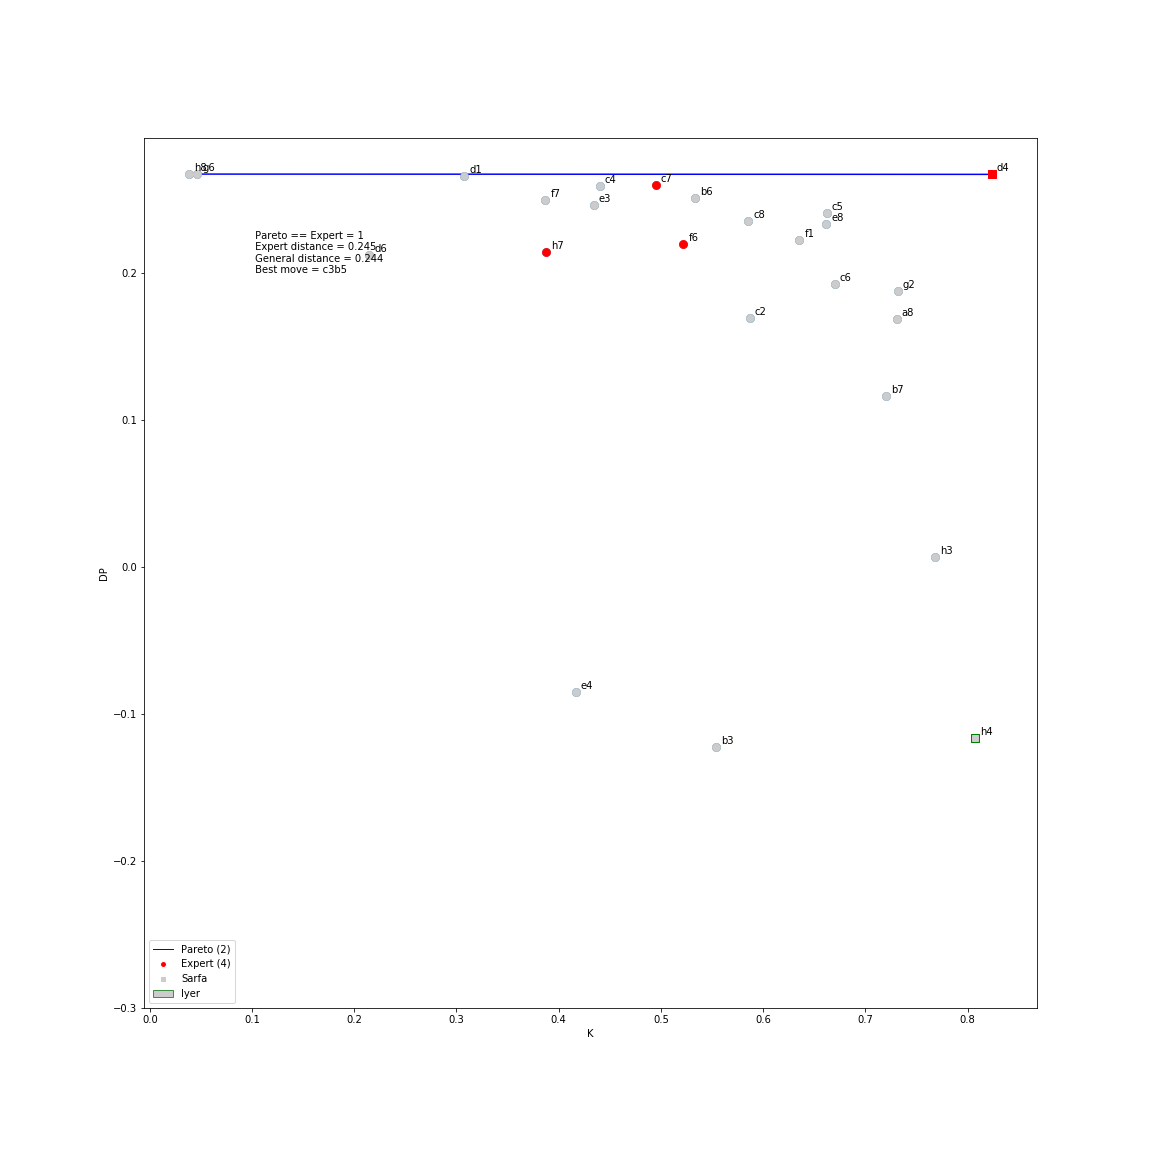 h8 g6
d1
d4
c4
c7
f7
e3
b6
c8
c5
e8
f1
f6
h7
d6
Pareto == Expert = 1
Expert distance = 0.245
General distance = 0.244
Best move = c3b5
c6
g2
c2
a8
b7
h3
e4
b3
h4
0.2
0.1
0.0
−0.1
−0.2
−0.3
DP
Pareto (2)
Expert (4)
Sarfa
Iyer
0.0 0.1 0.2 0.3 0.4 0.5 0.6 0.7 0.8
K